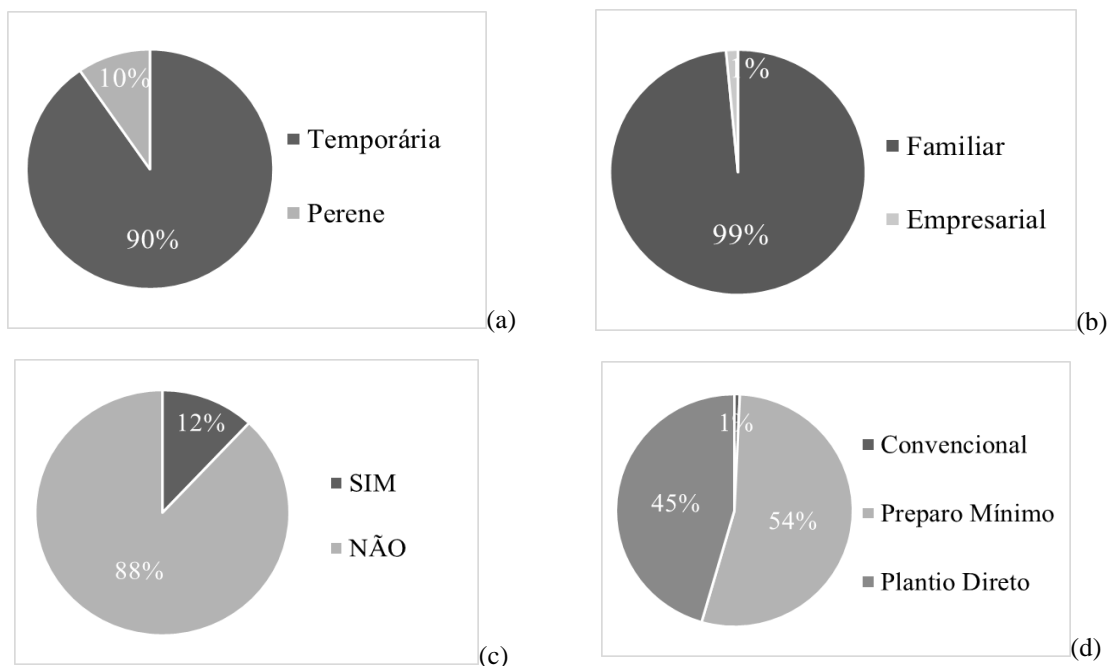 10%
90%
Temporária
Perene
(a)
1%
99%
Familiar
Empresarial
(b)
12%
88%
SIM
NÃO
(c)
1%
45%
54%
Convencional
Preparo Mínimo
Plantio Direto
(d)